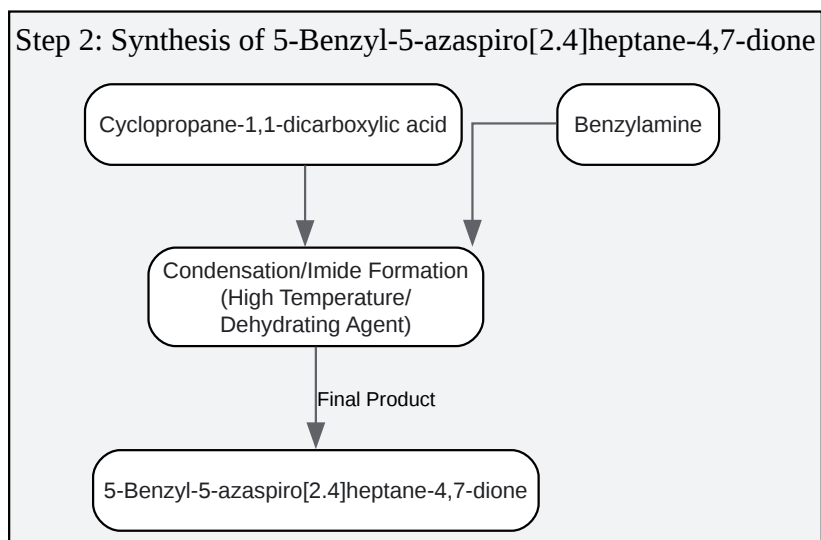 Step 2: Synthesis of 5-Benzyl-5-azaspiro[2.4]heptane-4,7-dione
Cyclopropane-1,1-dicarboxylic acid
Benzylamine
Condensation/Imide Formation
(High Temperature/
Dehydrating Agent)
Final Product
5-Benzyl-5-azaspiro[2.4]heptane-4,7-dione